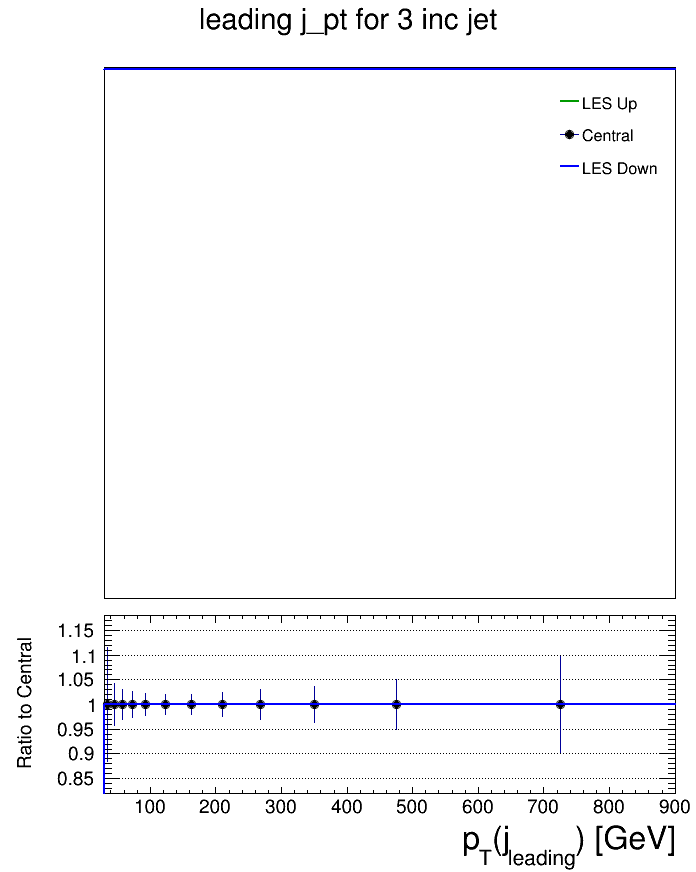 leading j_pt for 3 inc jet
LES Up
Central
LES Down
Ratio to Central
1.15
1.1
1.05
1
0.95
0.9
0.85
100 200 300 400 500 600 700 800 900
p_T(j_leading) [GeV]